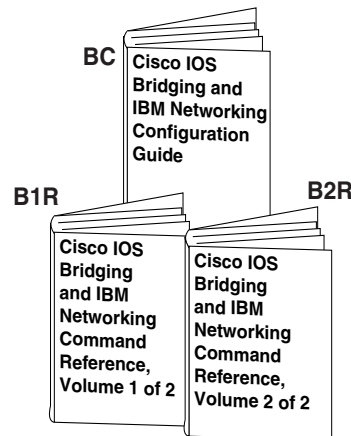 BC
Cisco IOS
Bridging and
IBM Networking
Configuration
Guide
B1R
Cisco IOS
Bridging
and IBM
Networking
Command
Reference,
Volume 1 of 2
B2R
Cisco IOS
Bridging
and IBM
Networking
Command
Reference,
Volume 2 of 2